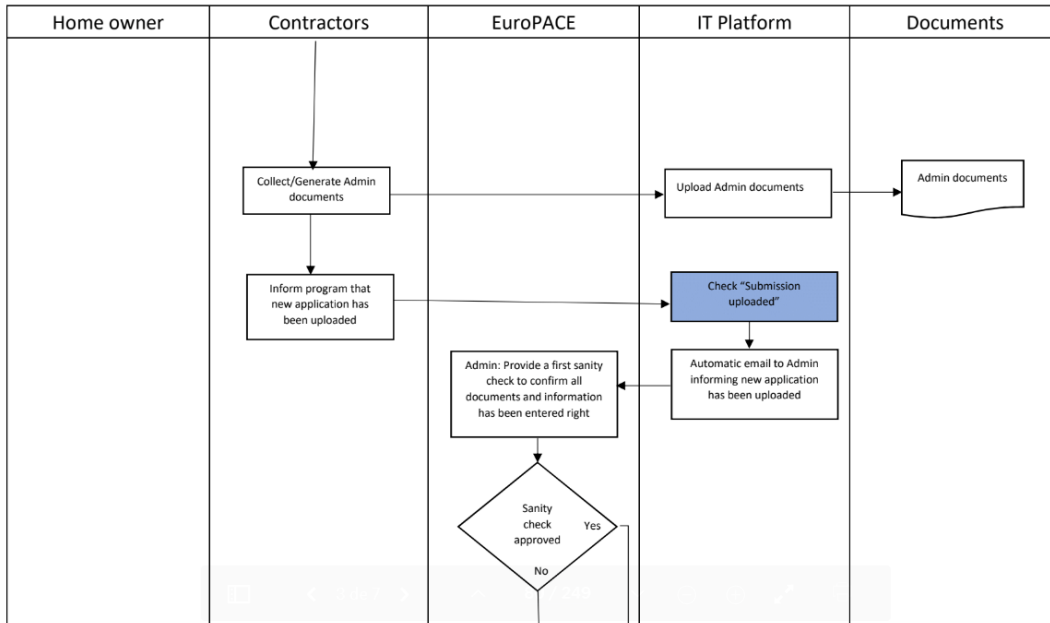 Home owner
Contractors
EuroPACE
IT Platform
Documents
Collect/Generate Admin
documents
Upload Admin documents
Admin documents
Inform program that
new application has
been uploaded
Check “Submission
uploaded”
Admin: Provide a first sanity
check to confirm all
documents and information
has been entered right
Automatic email to Admin
informing new application
has been uploaded
Sanity
check
approved
Yes
No